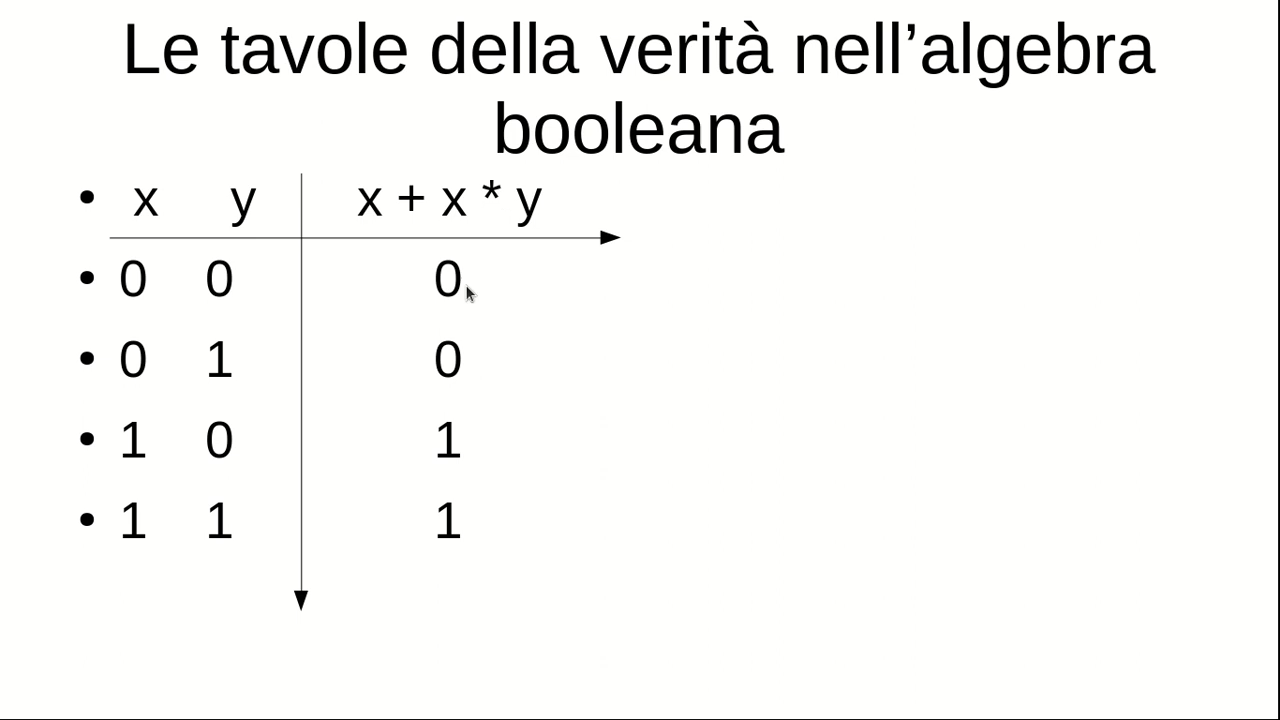 Le tavole della verità nell’algebra
booleana
• x y x + x * y
• 0 0 0
• 0 1 0
• 1 0 1
• 1 1 1